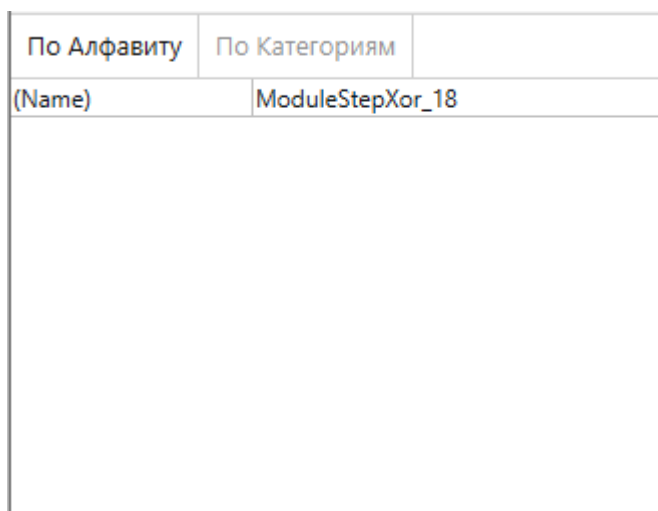 По Алфавиту По Категориям
(Name) ModuleStepXor_18